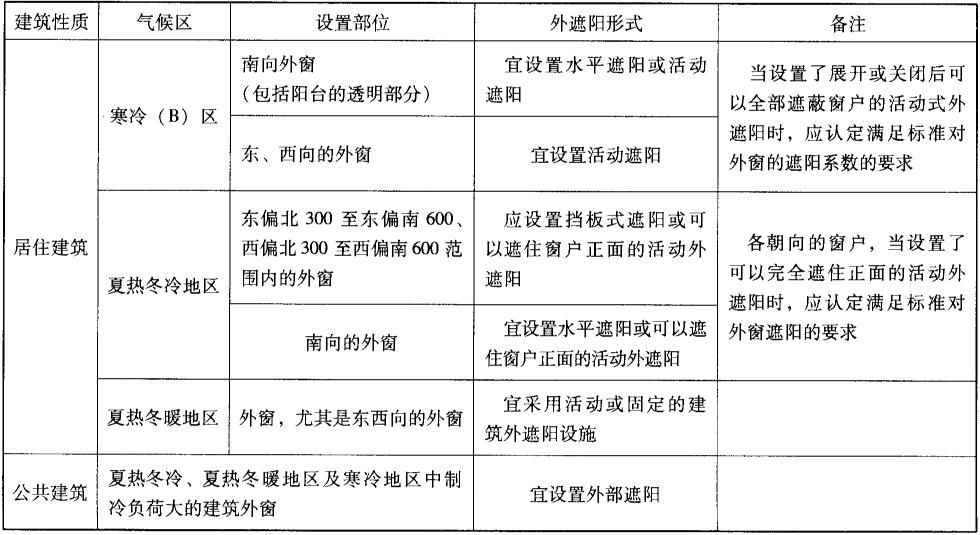 建筑性质 气候区 设置部位 外遮阳形式 备注
居住建筑
寒冷（B）区
南向外窗
（包括阳台的透明部分）
宜设置水平遮阳或活动
遮阳
东、西向的外窗
宜设置活动遮阳
当设置了展开或关闭后可
以全部遮蔽窗户的活动式外
遮阳时，应认定满足标准对
外窗的遮阳系数的要求
夏热冬冷地区
东偏北 300 至东偏南 600、
西偏北 300 至西偏南 600 范
围内的外窗
应设置挡板式遮阳或可
以遮住窗户正面的活动外
遮阳
南向的外窗
宜设置水平遮阳或可以遮
住窗户正面的活动外遮阳
各朝向的窗户，当设置了
可以完全遮住正面的活动外
遮阳时，应认定满足标准对
外窗遮阳的要求
夏热冬暖地区
外窗，尤其是东西向的外窗
宜采用活动或固定的建
筑外遮阳设施
公共建筑
夏热冬冷、夏热冬暖地区及寒冷地区中制
冷负荷大的建筑外窗
宜设置外部遮阳